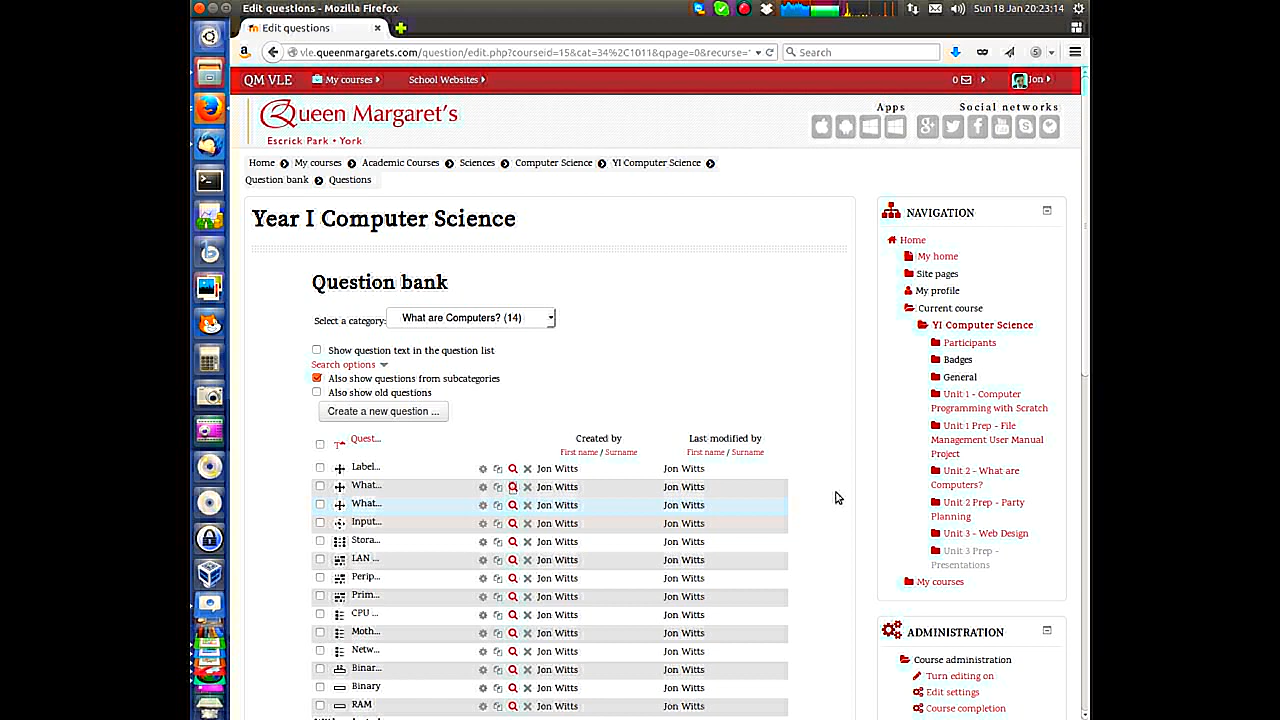 Edit questions - Mozilla Firefox
Sun 18 Jan 20:23:14
Edit questions
vle.queenmargarets.com/question/edit.php?courseid=15&cat=34%2C1011&qpage=0&recurse=
Search
QM VLE My courses School Websites 0 Jon
Queen Margaret's
Escrick Park • York
Apps Social networks
Home My courses Academic Courses Sciences Computer Science YI Computer Science
Question bank Questions
Year I Computer Science
Question bank
Select a category: What are Computers? (14)
Show question text in the question list
Search options
Also show questions from subcategories
Also show old questions
Create a new question ...
Quest... Created by Last modified by
First name / Surname First name / Surname
Label... Jon Witts Jon Witts
What... Jon Witts Jon Witts
What... Jon Witts Jon Witts
Input... Jon Witts Jon Witts
Stora... Jon Witts Jon Witts
LAN ... Jon Witts Jon Witts
Perip... Jon Witts Jon Witts
Prim... Jon Witts Jon Witts
CPU ... Jon Witts Jon Witts
Moth... Jon Witts Jon Witts
Netw... Jon Witts Jon Witts
Binar... Jon Witts Jon Witts
Binary Jon Witts Jon Witts
RAM Jon Witts Jon Witts
NAVIGATION
Home
My home
Site pages
My profile
Current course
YI Computer Science
Participants
Badges
General
Unit 1 - Computer
Programming with Scratch
Unit 1 Prep - File
Management User Manual
Project
Unit 2 - What are
Computers?
Unit 2 Prep - Party
Planning
Unit 3 - Web Design
Unit 3 Prep -
Presentations
My courses
ADMINISTRATION
Course administration
Turn editing on
Edit settings
Course completion